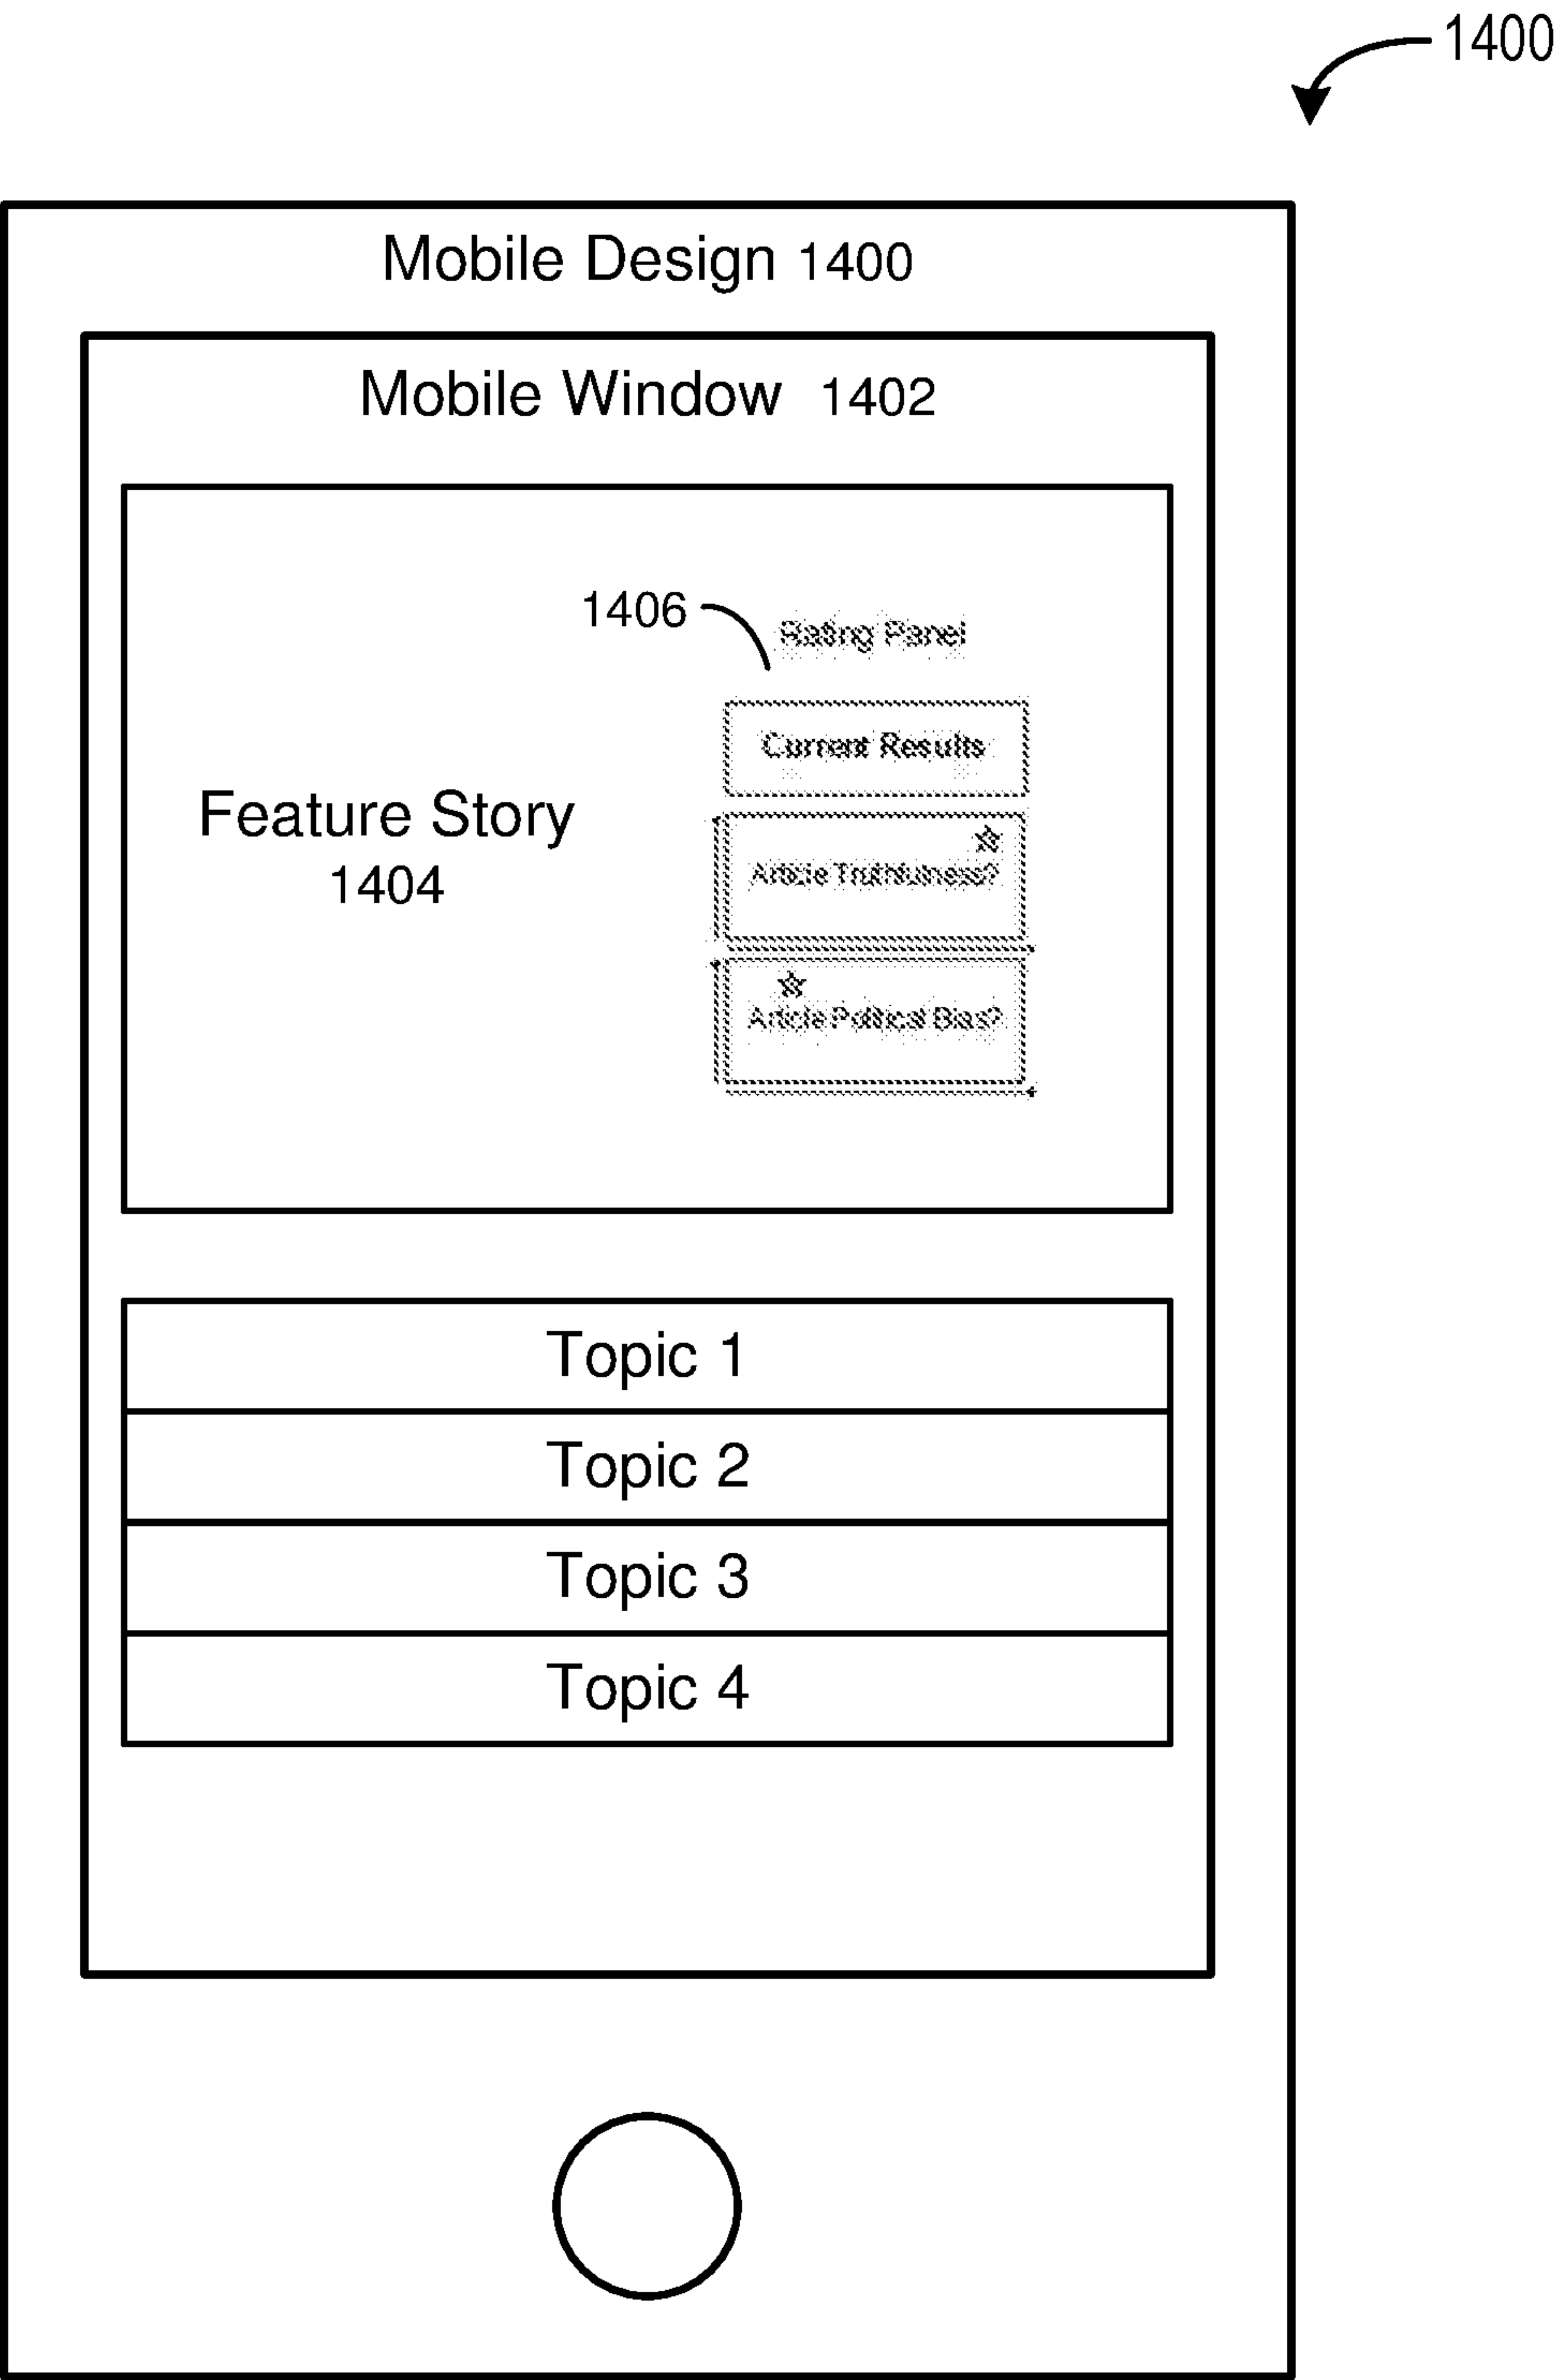 1400
Mobile Design 1400
Mobile Window 1402
1406
Rating Panel
Current Results
Feature Story
1404
Article Truthfulness?
Article Political Bias?
Topic 1
Topic 2
Topic 3
Topic 4